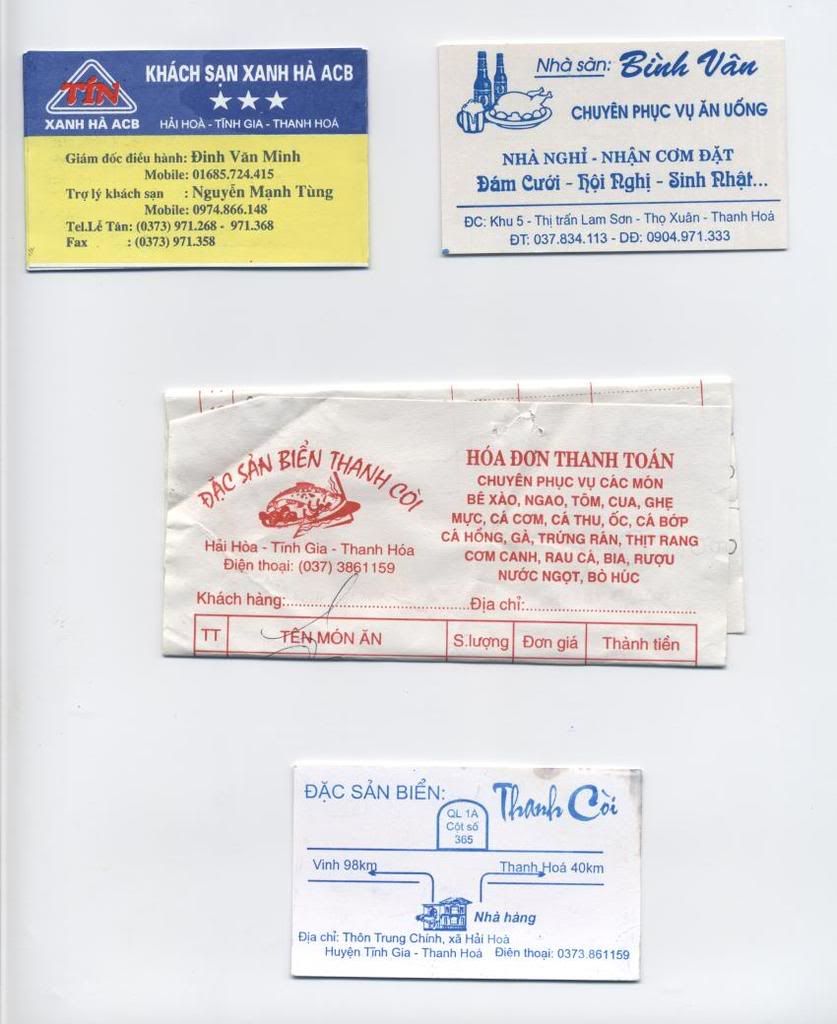 TÍN
XANH HÀ ACB
KHÁCH SẠN XANH HÀ ACB
HẢI HOÀ - TĨNH GIA - THANH HOÁ
Giám đốc điều hành: Đinh Văn Minh
Mobile: 01685.724.415
Trợ lý khách sạn : Nguyễn Mạnh Tùng
Mobile: 0974.866.148
Tel.Lễ Tân: (0373) 971.268 - 971.368
Fax : (0373) 971.358
Nhà sàn: Bình Vân
CHUYÊN PHỤC VỤ ĂN UỐNG
NHÀ NGHỈ - NHẬN CƠM ĐẶT
Đám Cưới - Hội Nghị - Sinh Nhật...
ĐC: Khu 5 - Thị trấn Lam Sơn - Thọ Xuân - Thanh Hoá
ĐT: 037.834.113 - DĐ: 0904.971.333
ĐẶC SẢN BIỂN THANH CÒI
Hải Hòa - Tĩnh Gia - Thanh Hóa
Điện thoại: (037) 3861159
HÓA ĐƠN THANH TOÁN
CHUYÊN PHỤC VỤ CÁC MÓN
BÊ XÀO, NGAO, TÔM, CUA, GHẸ
MỰC, CÁ CƠM, CÁ THU, ỐC, CÁ BỚP
CÁ HỒNG, GÀ, TRỨNG RÁN, THỊT RANG
CƠM CANH, RAU CÁ, BIA, RƯỢU
NƯỚC NGỌT, BÒ HÚC
Khách hàng:..............................Địa chỉ:..............................
TT TÊN MÓN ĂN S.lượng Đơn giá Thành tiền
ĐẶC SẢN BIỂN: Thanh Còi
QL 1A
Cột số
365
Vinh 98km Thanh Hoá 40km
Nhà hàng
Địa chỉ: Thôn Trung Chính, xã Hải Hoà
Huyện Tĩnh Gia - Thanh Hoá Điên thoại: 0373.861159